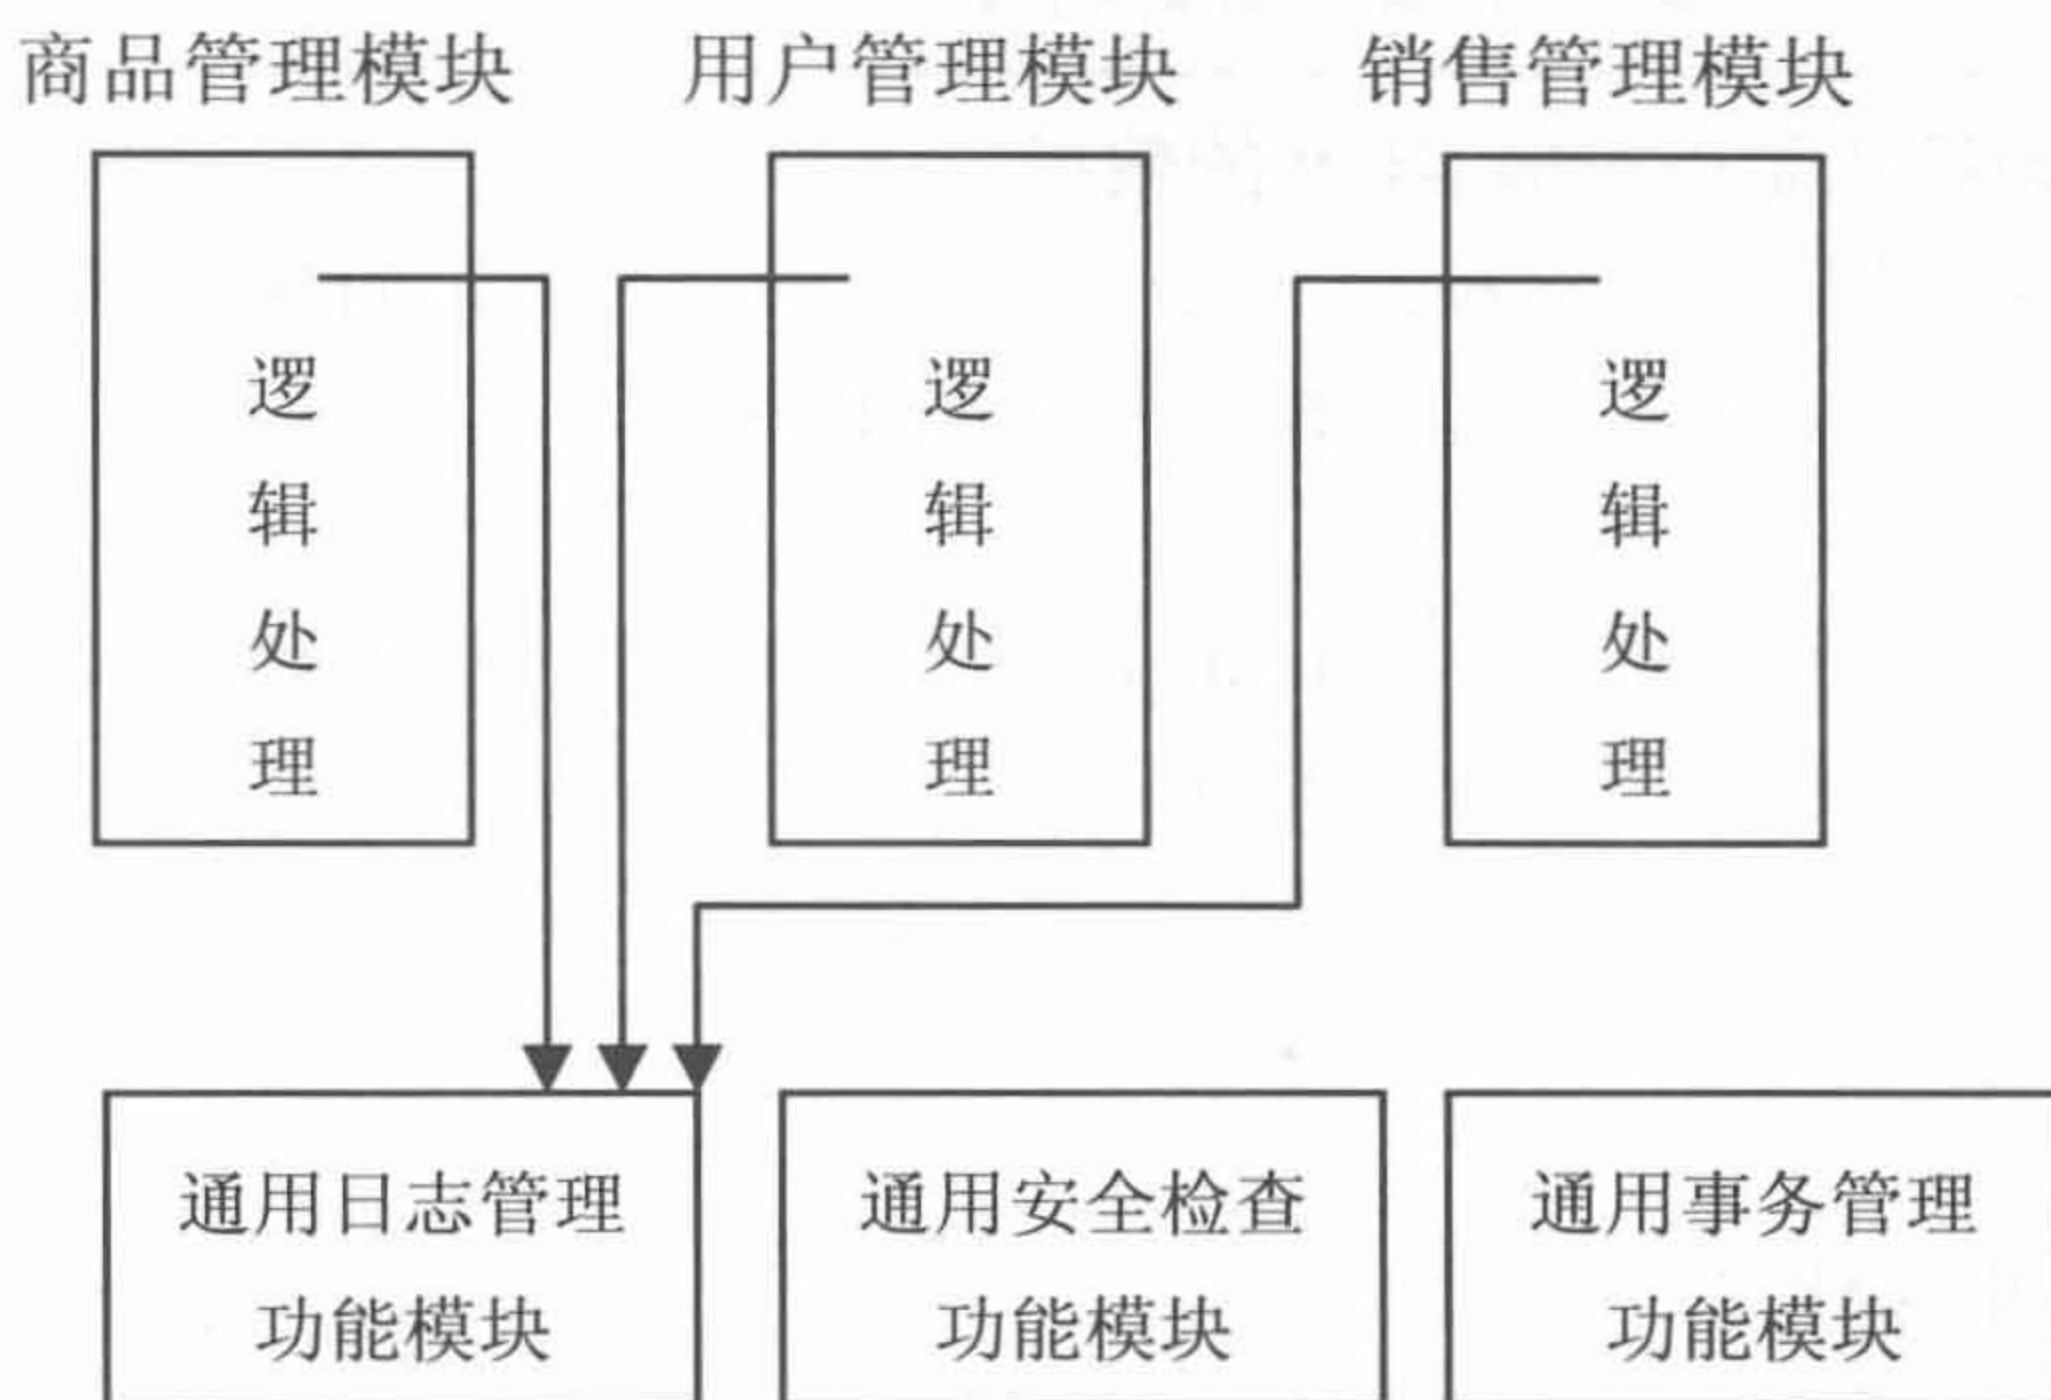 商品管理模块
用户管理模块
销售管理模块
逻
辑
处
理
逻
辑
处
理
逻
辑
处
理
通用日志管理
功能模块
通用安全检查
功能模块
通用事务管理
功能模块